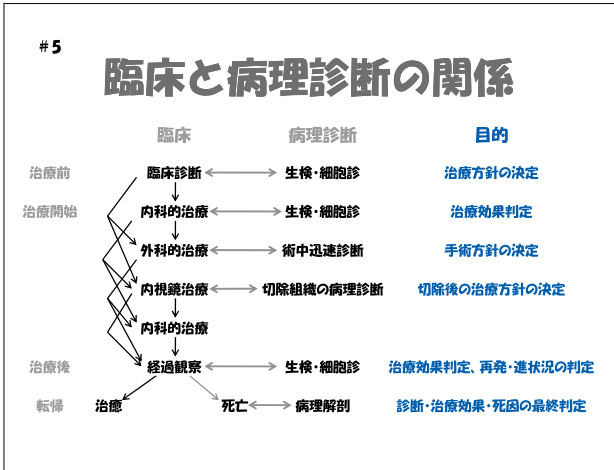 #5
臨床と病理診断の関係
臨床 病理診断 目的
治療前 臨床診断 生検・細胞診 治療方針の決定
治療開始 内科的治療 生検・細胞診 治療効果判定
外科的治療 術中迅速診断 手術方針の決定
内視鏡治療 切除組織の病理診断 切除後の治療方針の決定
内科的治療
治療後 経過観察 生検・細胞診 治療効果判定、再発・進状況の判定
転帰 治癒 死亡 病理解剖 診断・治療効果・死因の最終判定